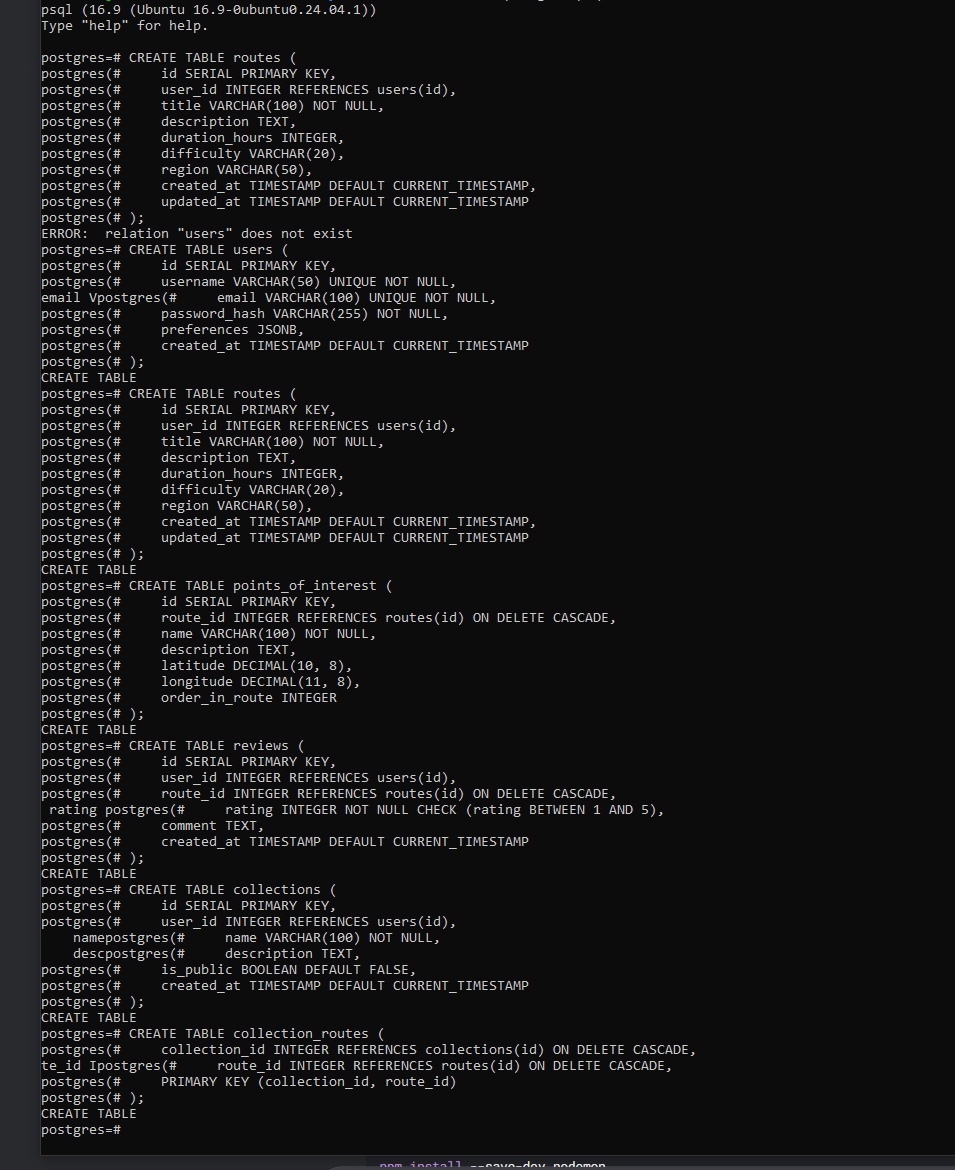 psql (16.9 (Ubuntu 16.9-0ubuntu0.24.04.1))
Type "help" for help.

postgres=# CREATE TABLE routes (
postgres(#     id SERIAL PRIMARY KEY,
postgres(#     user_id INTEGER REFERENCES users(id),
postgres(#     title VARCHAR(100) NOT NULL,
postgres(#     description TEXT,
postgres(#     duration_hours INTEGER,
postgres(#     difficulty VARCHAR(20),
postgres(#     region VARCHAR(50),
postgres(#     created_at TIMESTAMP DEFAULT CURRENT_TIMESTAMP,
postgres(#     updated_at TIMESTAMP DEFAULT CURRENT_TIMESTAMP
postgres(# );
ERROR:  relation "users" does not exist
postgres=# CREATE TABLE users (
postgres(#     id SERIAL PRIMARY KEY,
postgres(#     username VARCHAR(50) UNIQUE NOT NULL,
email Vpostgres(#     email VARCHAR(100) UNIQUE NOT NULL,
postgres(#     password_hash VARCHAR(255) NOT NULL,
postgres(#     preferences JSONB,
postgres(#     created_at TIMESTAMP DEFAULT CURRENT_TIMESTAMP
postgres(# );
CREATE TABLE
postgres=# CREATE TABLE routes (
postgres(#     id SERIAL PRIMARY KEY,
postgres(#     user_id INTEGER REFERENCES users(id),
postgres(#     title VARCHAR(100) NOT NULL,
postgres(#     description TEXT,
postgres(#     duration_hours INTEGER,
postgres(#     difficulty VARCHAR(20),
postgres(#     region VARCHAR(50),
postgres(#     created_at TIMESTAMP DEFAULT CURRENT_TIMESTAMP,
postgres(#     updated_at TIMESTAMP DEFAULT CURRENT_TIMESTAMP
postgres(# );
CREATE TABLE
postgres=# CREATE TABLE points_of_interest (
postgres(#     id SERIAL PRIMARY KEY,
postgres(#     route_id INTEGER REFERENCES routes(id) ON DELETE CASCADE,
postgres(#     name VARCHAR(100) NOT NULL,
postgres(#     description TEXT,
postgres(#     latitude DECIMAL(10, 8),
postgres(#     longitude DECIMAL(11, 8),
postgres(#     order_in_route INTEGER
postgres(# );
CREATE TABLE
postgres=# CREATE TABLE reviews (
postgres(#     id SERIAL PRIMARY KEY,
postgres(#     user_id INTEGER REFERENCES users(id),
postgres(#     route_id INTEGER REFERENCES routes(id) ON DELETE CASCADE,
 rating postgres(#     rating INTEGER NOT NULL CHECK (rating BETWEEN 1 AND 5),
postgres(#     comment TEXT,
postgres(#     created_at TIMESTAMP DEFAULT CURRENT_TIMESTAMP
postgres(# );
CREATE TABLE
postgres=# CREATE TABLE collections (
postgres(#     id SERIAL PRIMARY KEY,
postgres(#     user_id INTEGER REFERENCES users(id),
    namepostgres(#     name VARCHAR(100) NOT NULL,
    descpostgres(#     description TEXT,
postgres(#     is_public BOOLEAN DEFAULT FALSE,
postgres(#     created_at TIMESTAMP DEFAULT CURRENT_TIMESTAMP
postgres(# );
CREATE TABLE
postgres=# CREATE TABLE collection_routes (
postgres(#     collection_id INTEGER REFERENCES collections(id) ON DELETE CASCADE,
te_id Ipostgres(#     route_id INTEGER REFERENCES routes(id) ON DELETE CASCADE,
postgres(#     PRIMARY KEY (collection_id, route_id)
postgres(# );
CREATE TABLE
postgres=#
npm install --save-dev nodemon